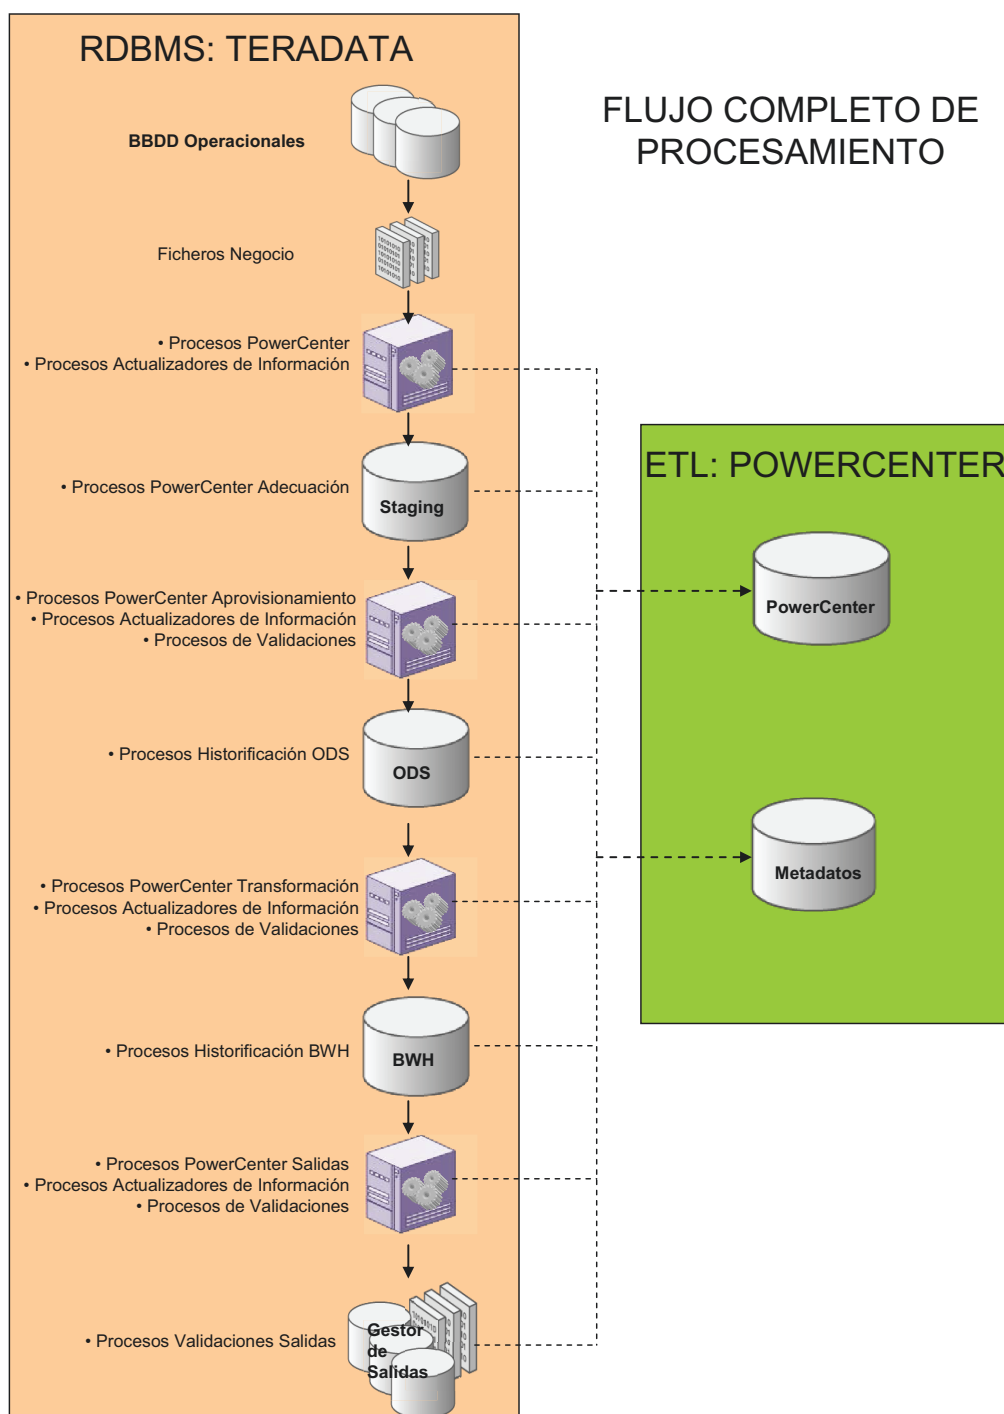 RDBMS: TERADATA
FLUJO COMPLETO DE
PROCESAMIENTO
BBDD Operacionales
Ficheros Negocio
• Procesos PowerCenter
• Procesos Actualizadores de Información
• Procesos PowerCenter Adecuación
Staging
• Procesos PowerCenter Aprovisionamiento
• Procesos Actualizadores de Información
• Procesos de Validaciones
• Procesos Historificación ODS
ODS
• Procesos PowerCenter Transformación
• Procesos Actualizadores de Información
• Procesos de Validaciones
• Procesos Historificación BWH
BWH
• Procesos PowerCenter Salidas
• Procesos Actualizadores de Información
• Procesos de Validaciones
• Procesos Validaciones Salidas
Gestor
de
Salidas
ETL: POWERCENTER
PowerCenter
Metadatos